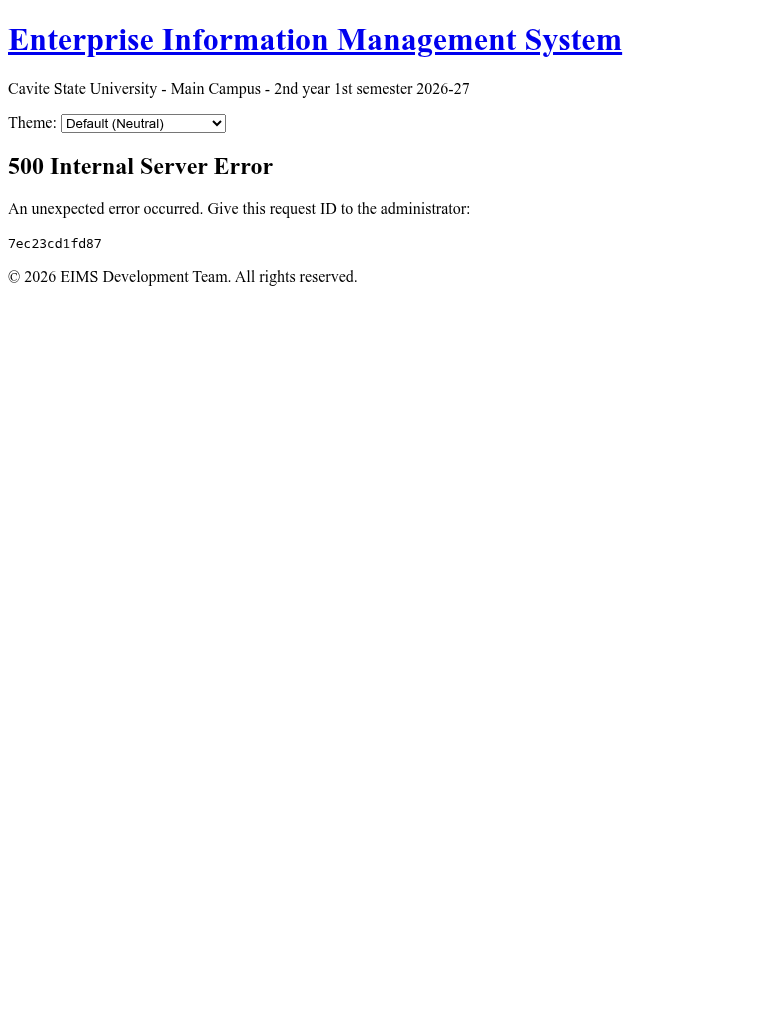 Enterprise Information Management System
Cavite State University - Main Campus - 2nd year 1st semester 2026-27
Theme: Default (Neutral)
500 Internal Server Error
An unexpected error occurred. Give this request ID to the administrator:
7ec23cd1fd87
© 2026 EIMS Development Team. All rights reserved.